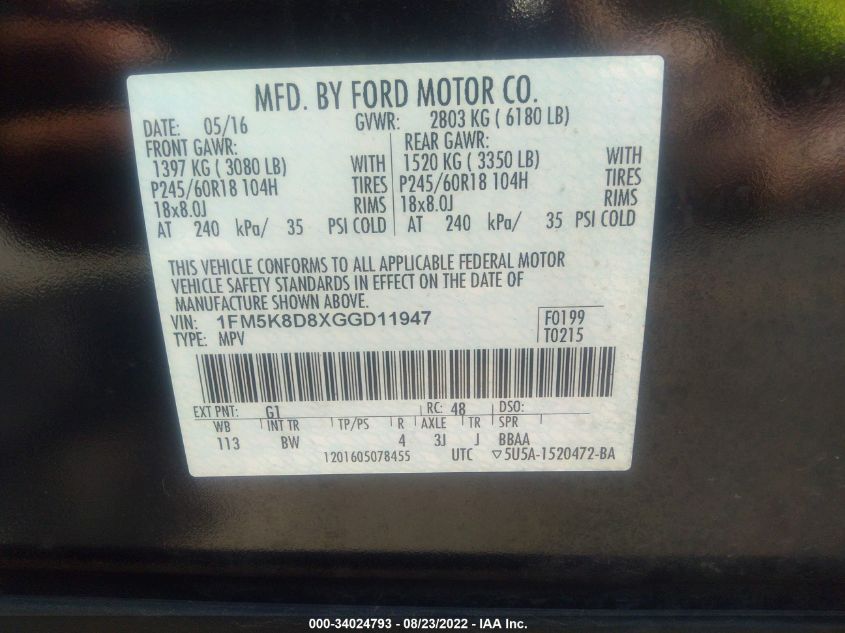 MFD. BY FORD MOTOR CO.
DATE: 05/16 GVWR: 2803 KG ( 6180 LB)
FRONT GAWR: REAR GAWR:
1397 KG ( 3080 LB) WITH 1520 KG ( 3350 LB) WITH
P245/60R18 104H TIRES P245/60R18 104H TIRES
18x8.0J RIMS 18x8.0J RIMS
AT 240 kPa/ 35 PSI COLD AT 240 kPa/ 35 PSI COLD
THIS VEHICLE CONFORMS TO ALL APPLICABLE FEDERAL MOTOR
VEHICLE SAFETY STANDARDS IN EFFECT ON THE DATE OF
MANUFACTURE SHOWN ABOVE.
VIN: 1FM5K8D8XGGD11947 F0199
TYPE: MPV T0215
EXT PNT: G1 RC: 48 DSO:
WB INT TR TP/PS R AXLE TR SPR
113 BW 4 3J J BBAA
1201605078455 UTC ▽5U5A-1520472-BA
000-34024793 - 08/23/2022 - IAA Inc.